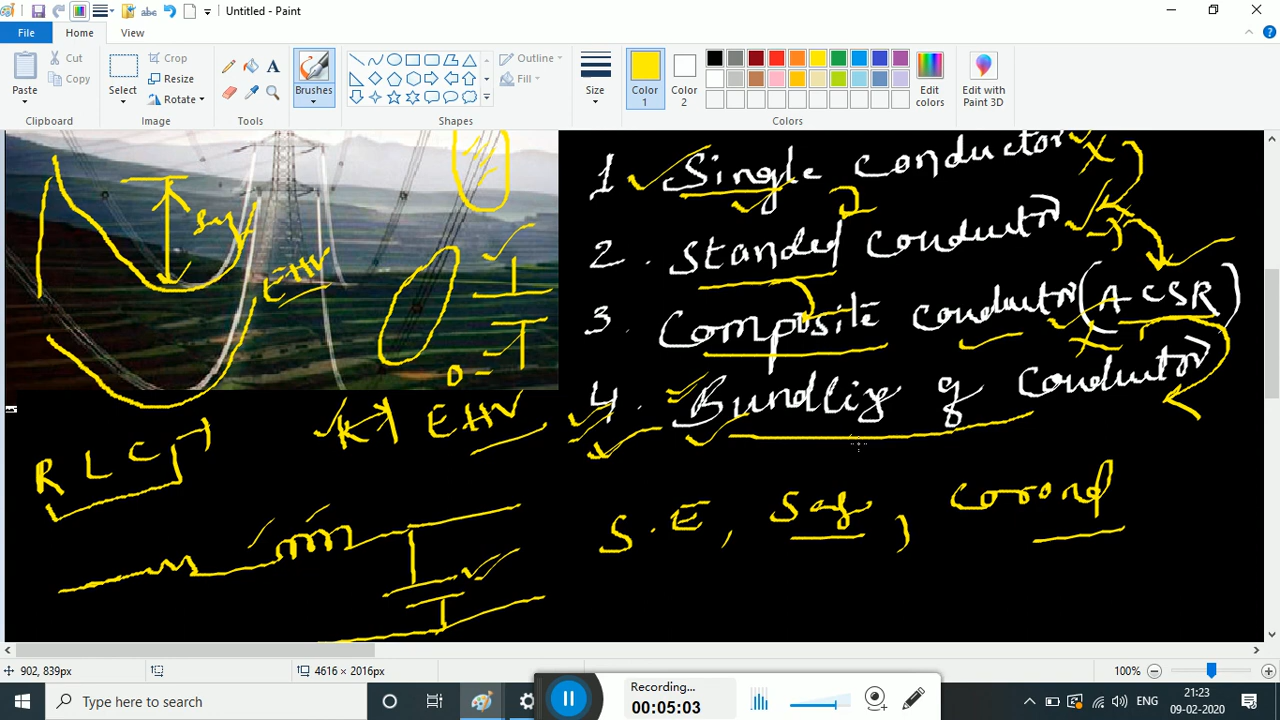 Untitled - Paint
File Home View
Paste Cut Copy Clipboard
Select Crop Resize Rotate Image
Tools
Brushes
Shapes Outline Fill
Size
Color 1 Color 2 Colors
Edit colors
Edit with Paint 3D
1 Single conductor
2. Standed conductor
3. Composite conductor (ACSR)
4. Bundling of Conductor
S.E, Sag, corona
Sag
EHV
EHV
R L C
902, 839px
4616 × 2016px
100%
Type here to search
Recording...
00:05:03
ENG
21:23
09-02-2020